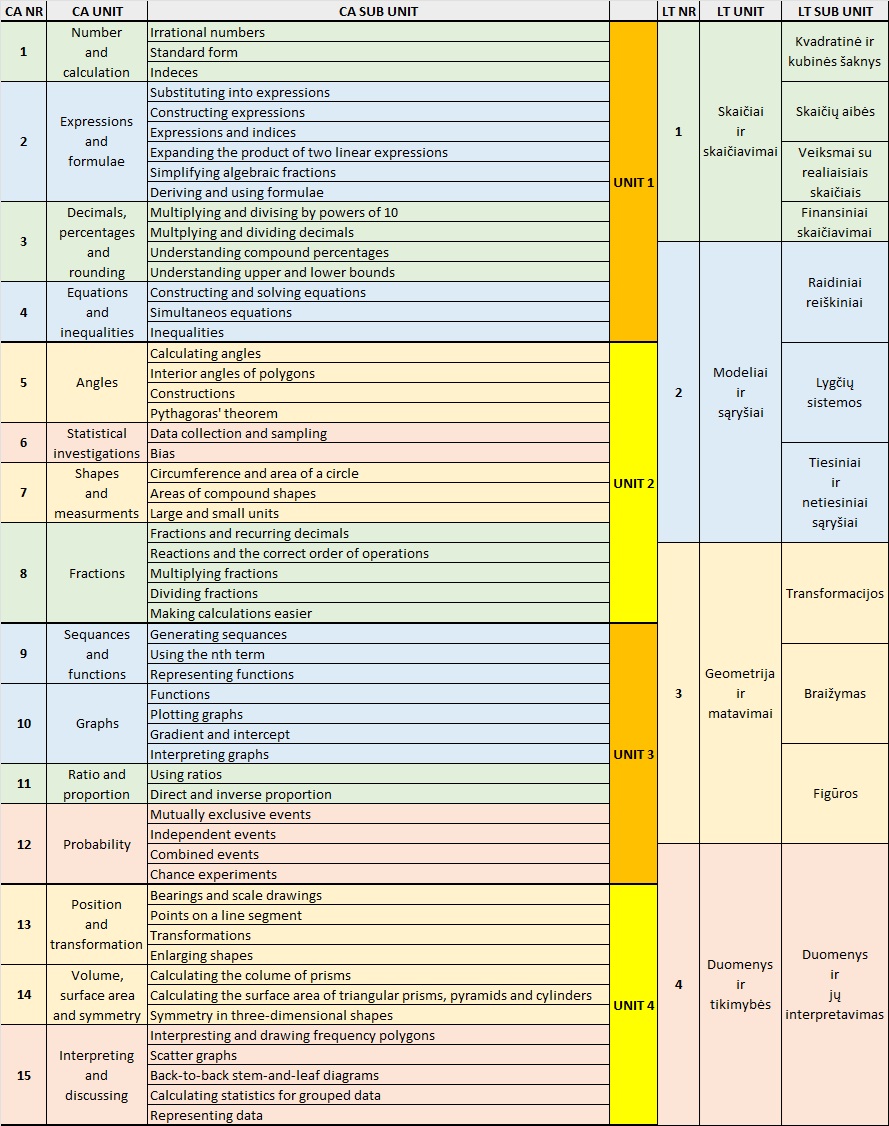 CA NR CA UNIT CA SUB UNIT LT NR LT UNIT LT SUB UNIT
1
Number
and
calculation
Irrational numbers
Standard form
Indeces
2
Expressions
and
formulae
Substituting into expressions
Constructing expressions
Expressions and indices
Expanding the product of two linear expressions
Simplifying algebraic fractions
Deriving and using formulae
3
Decimals,
percentages
and
rounding
Multiplying and divising by powers of 10
Multplying and dividing decimals
Understanding compound percentages
Understanding upper and lower bounds
4
Equations
and
inequalities
Constructing and solving equations
Simultaneos equations
Inequalities
UNIT 1
5
Angles
Calculating angles
Interior angles of polygons
Constructions
Pythagoras' theorem
6
Statistical
investigations
Data collection and sampling
Bias
7
Shapes
and
measurments
Circumference and area of a circle
Areas of compound shapes
Large and small units
8
Fractions
Fractions and recurring decimals
Reactions and the correct order of operations
Multiplying fractions
Dividing fractions
Making calculations easier
UNIT 2
9
Sequances
and
functions
Generating sequances
Using the nth term
Representing functions
10
Graphs
Functions
Plotting graphs
Gradient and intercept
Interpreting graphs
11
Ratio and
proportion
Using ratios
Direct and inverse proportion
12
Probability
Mutually exclusive events
Independent events
Combined events
Chance experiments
UNIT 3
13
Position
and
transformation
Bearings and scale drawings
Points on a line segment
Transformations
Enlarging shapes
14
Volume,
surface area
and symmetry
Calculating the colume of prisms
Calculating the surface area of triangular prisms, pyramids and cylinders
Symmetry in three-dimensional shapes
15
Interpreting
and
discussing
Interpresting and drawing frequency polygons
Scatter graphs
Back-to-back stem-and-leaf diagrams
Calculating statistics for grouped data
Representing data
UNIT 4
1
Skaičiai
ir
skaičiavimai
Kvadratinė ir
kubinės šaknys
Skaičių aibės
Veiksmai su
realiaisiais
skaičiais
Finansiniai
skaičiavimai
2
Modeliai
ir
sąryšiai
Raidiniai
reiškiniai
Lygčių
sistemos
Tiesiniai
ir
netiesiniai
sąryšiai
3
Geometrija
ir
matavimai
Transformacijos
Braižymas
Figūros
4
Duomenys
ir
tikimybės
Duomenys
ir
jų
interpretavimas